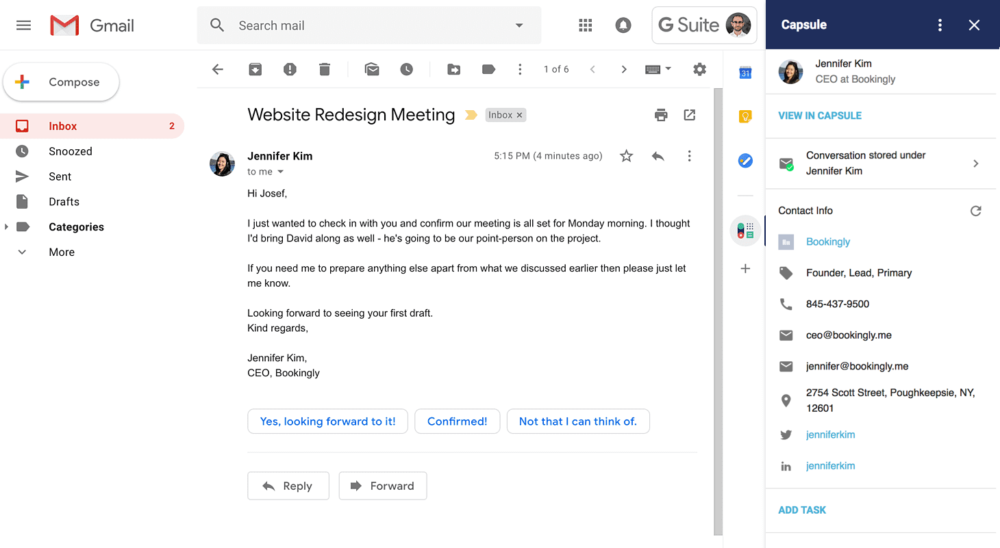 Gmail
Search mail
G Suite
Compose
Inbox 2
Snoozed
Sent
Drafts
Categories
More
1 of 6
Website Redesign Meeting
Inbox ×
Jennifer Kim
5:15 PM (4 minutes ago)
to me
Hi Josef,
I just wanted to check in with you and confirm our meeting is all set for Monday morning. I thought
I'd bring David along as well - he's going to be our point-person on the project.
If you need me to prepare anything else apart from what we discussed earlier then please just let
me know.
Looking forward to seeing your first draft.
Kind regards,
Jennifer Kim,
CEO, Bookingly
Yes, looking forward to it!
Confirmed!
Not that I can think of.
Reply
Forward
31
Capsule
Jennifer Kim
CEO at Bookingly
VIEW IN CAPSULE
Conversation stored under
Jennifer Kim
Contact Info
Bookingly
Founder, Lead, Primary
845-437-9500
ceo@bookingly.me
jennifer@bookingly.me
2754 Scott Street, Poughkeepsie, NY,
12601
jenniferkim
in
jenniferkim
ADD TASK